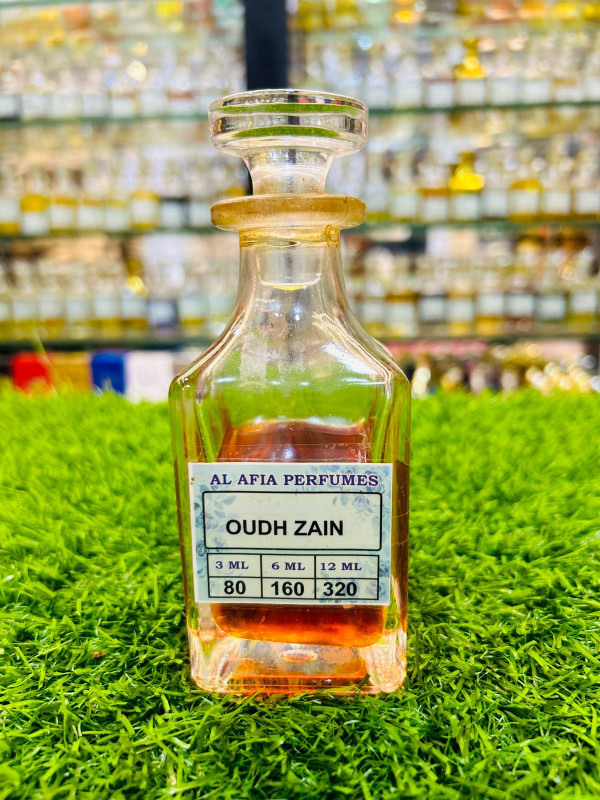 AL AFIA PERFUMES
OUDH ZAIN
3 ML 6 ML 12 ML
80 160 320